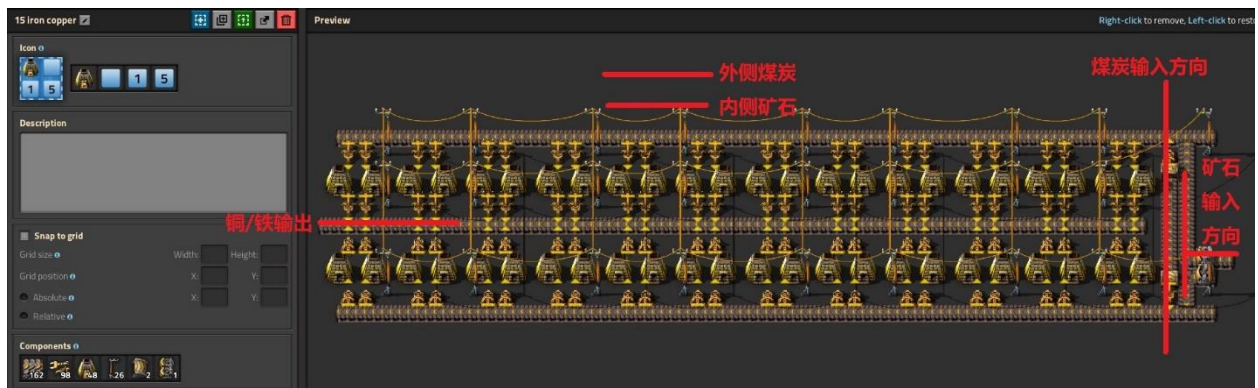 15 iron copper
Preview
Right-click to remove, Left-click to resto
Icon
1 5
1 5
外侧煤炭
内侧矿石
煤炭输入方向
Description
矿石
输入
方向
铜/铁输出
Snap to grid
Grid size
Width:
Height:
Grid position
X:
Y:
Absolute
X:
Y:
Relative
Components
162 98 48 26 2 1